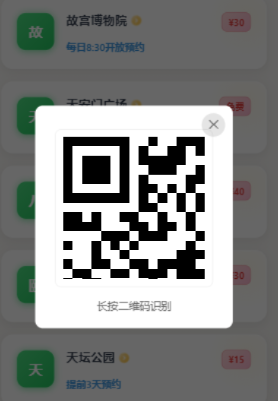 故
故宫博物院
¥30
每日8:30开放预约
天安门广场
免费
长按二维码识别
天
天坛公园
¥15
提前3天预约